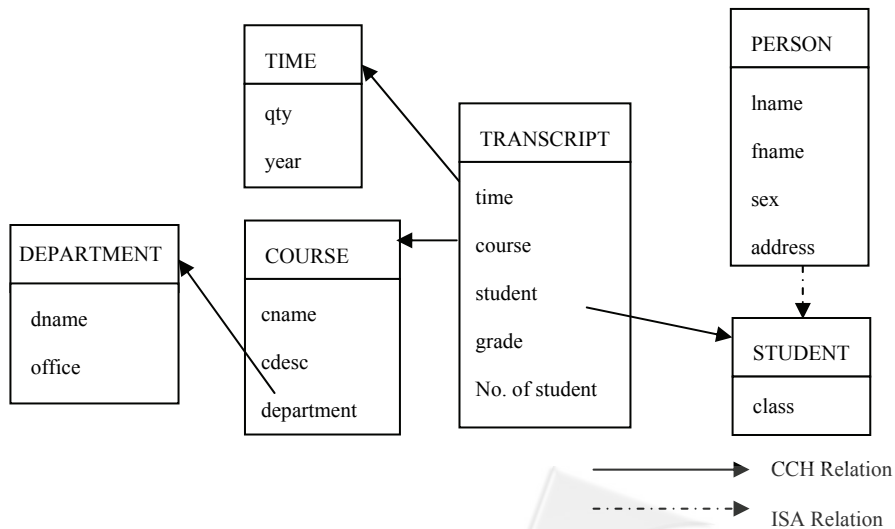 TIME
qty
year
DEPARTMENT
dname
office
COURSE
cname
cdesc
department
TRANSCRIPT
time
course
student
grade
No. of student
PERSON
lname
fname
sex
address
STUDENT
class
CCH Relation
ISA Relation